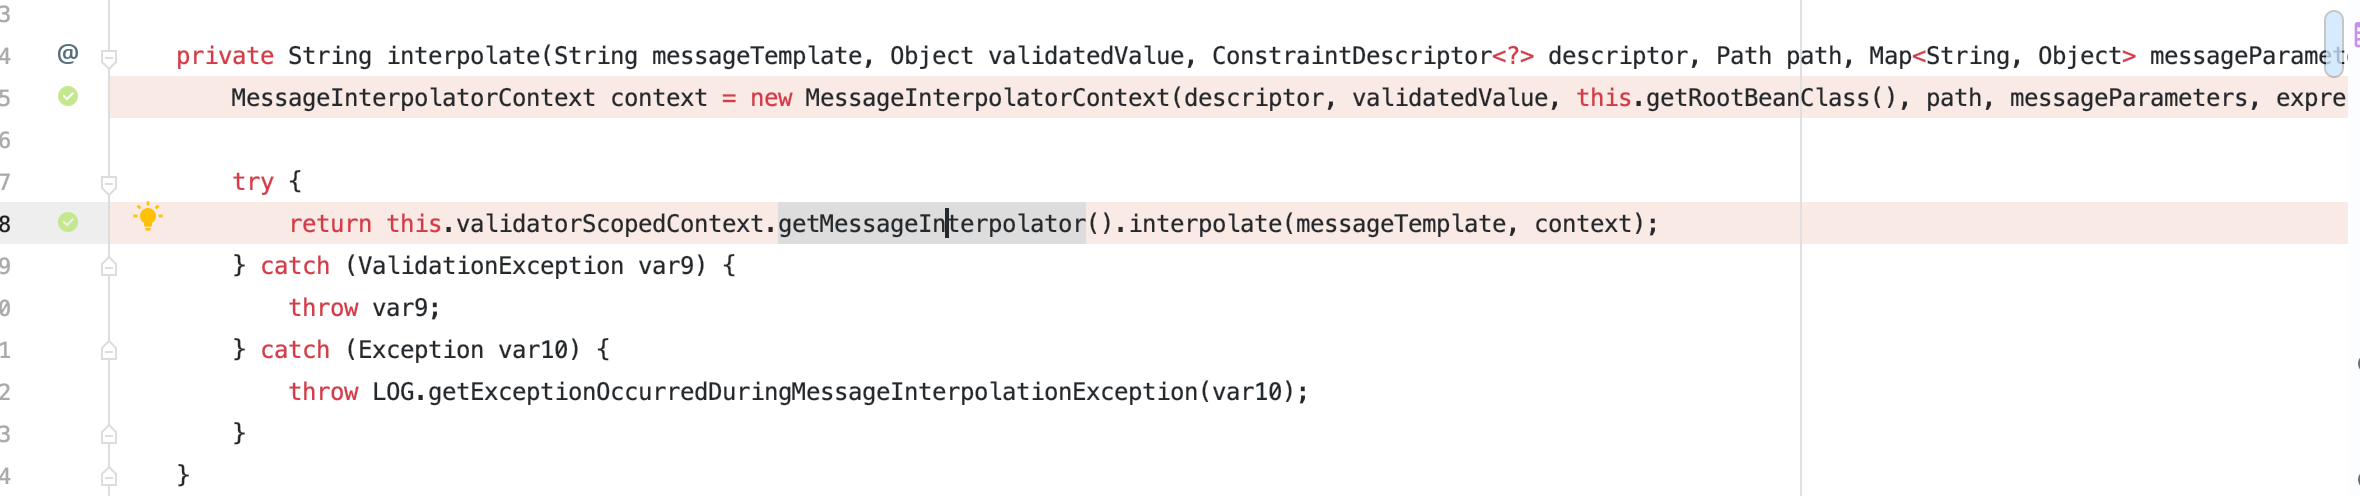 3
4 @ private String interpolate(String messageTemplate, Object validatedValue, ConstraintDescriptor<?> descriptor, Path path, Map<String, Object> messageParamet
5 MessageInterpolatorContext context = new MessageInterpolatorContext(descriptor, validatedValue, this.getRootBeanClass(), path, messageParameters, expre
6
7 try {
8 return this.validatorScopedContext.getMessageInterpolator().interpolate(messageTemplate, context);
9 } catch (ValidationException var9) {
0 throw var9;
1 } catch (Exception var10) {
2 throw LOG.getExceptionOccurredDuringMessageInterpolationException(var10);
3 }
4 }